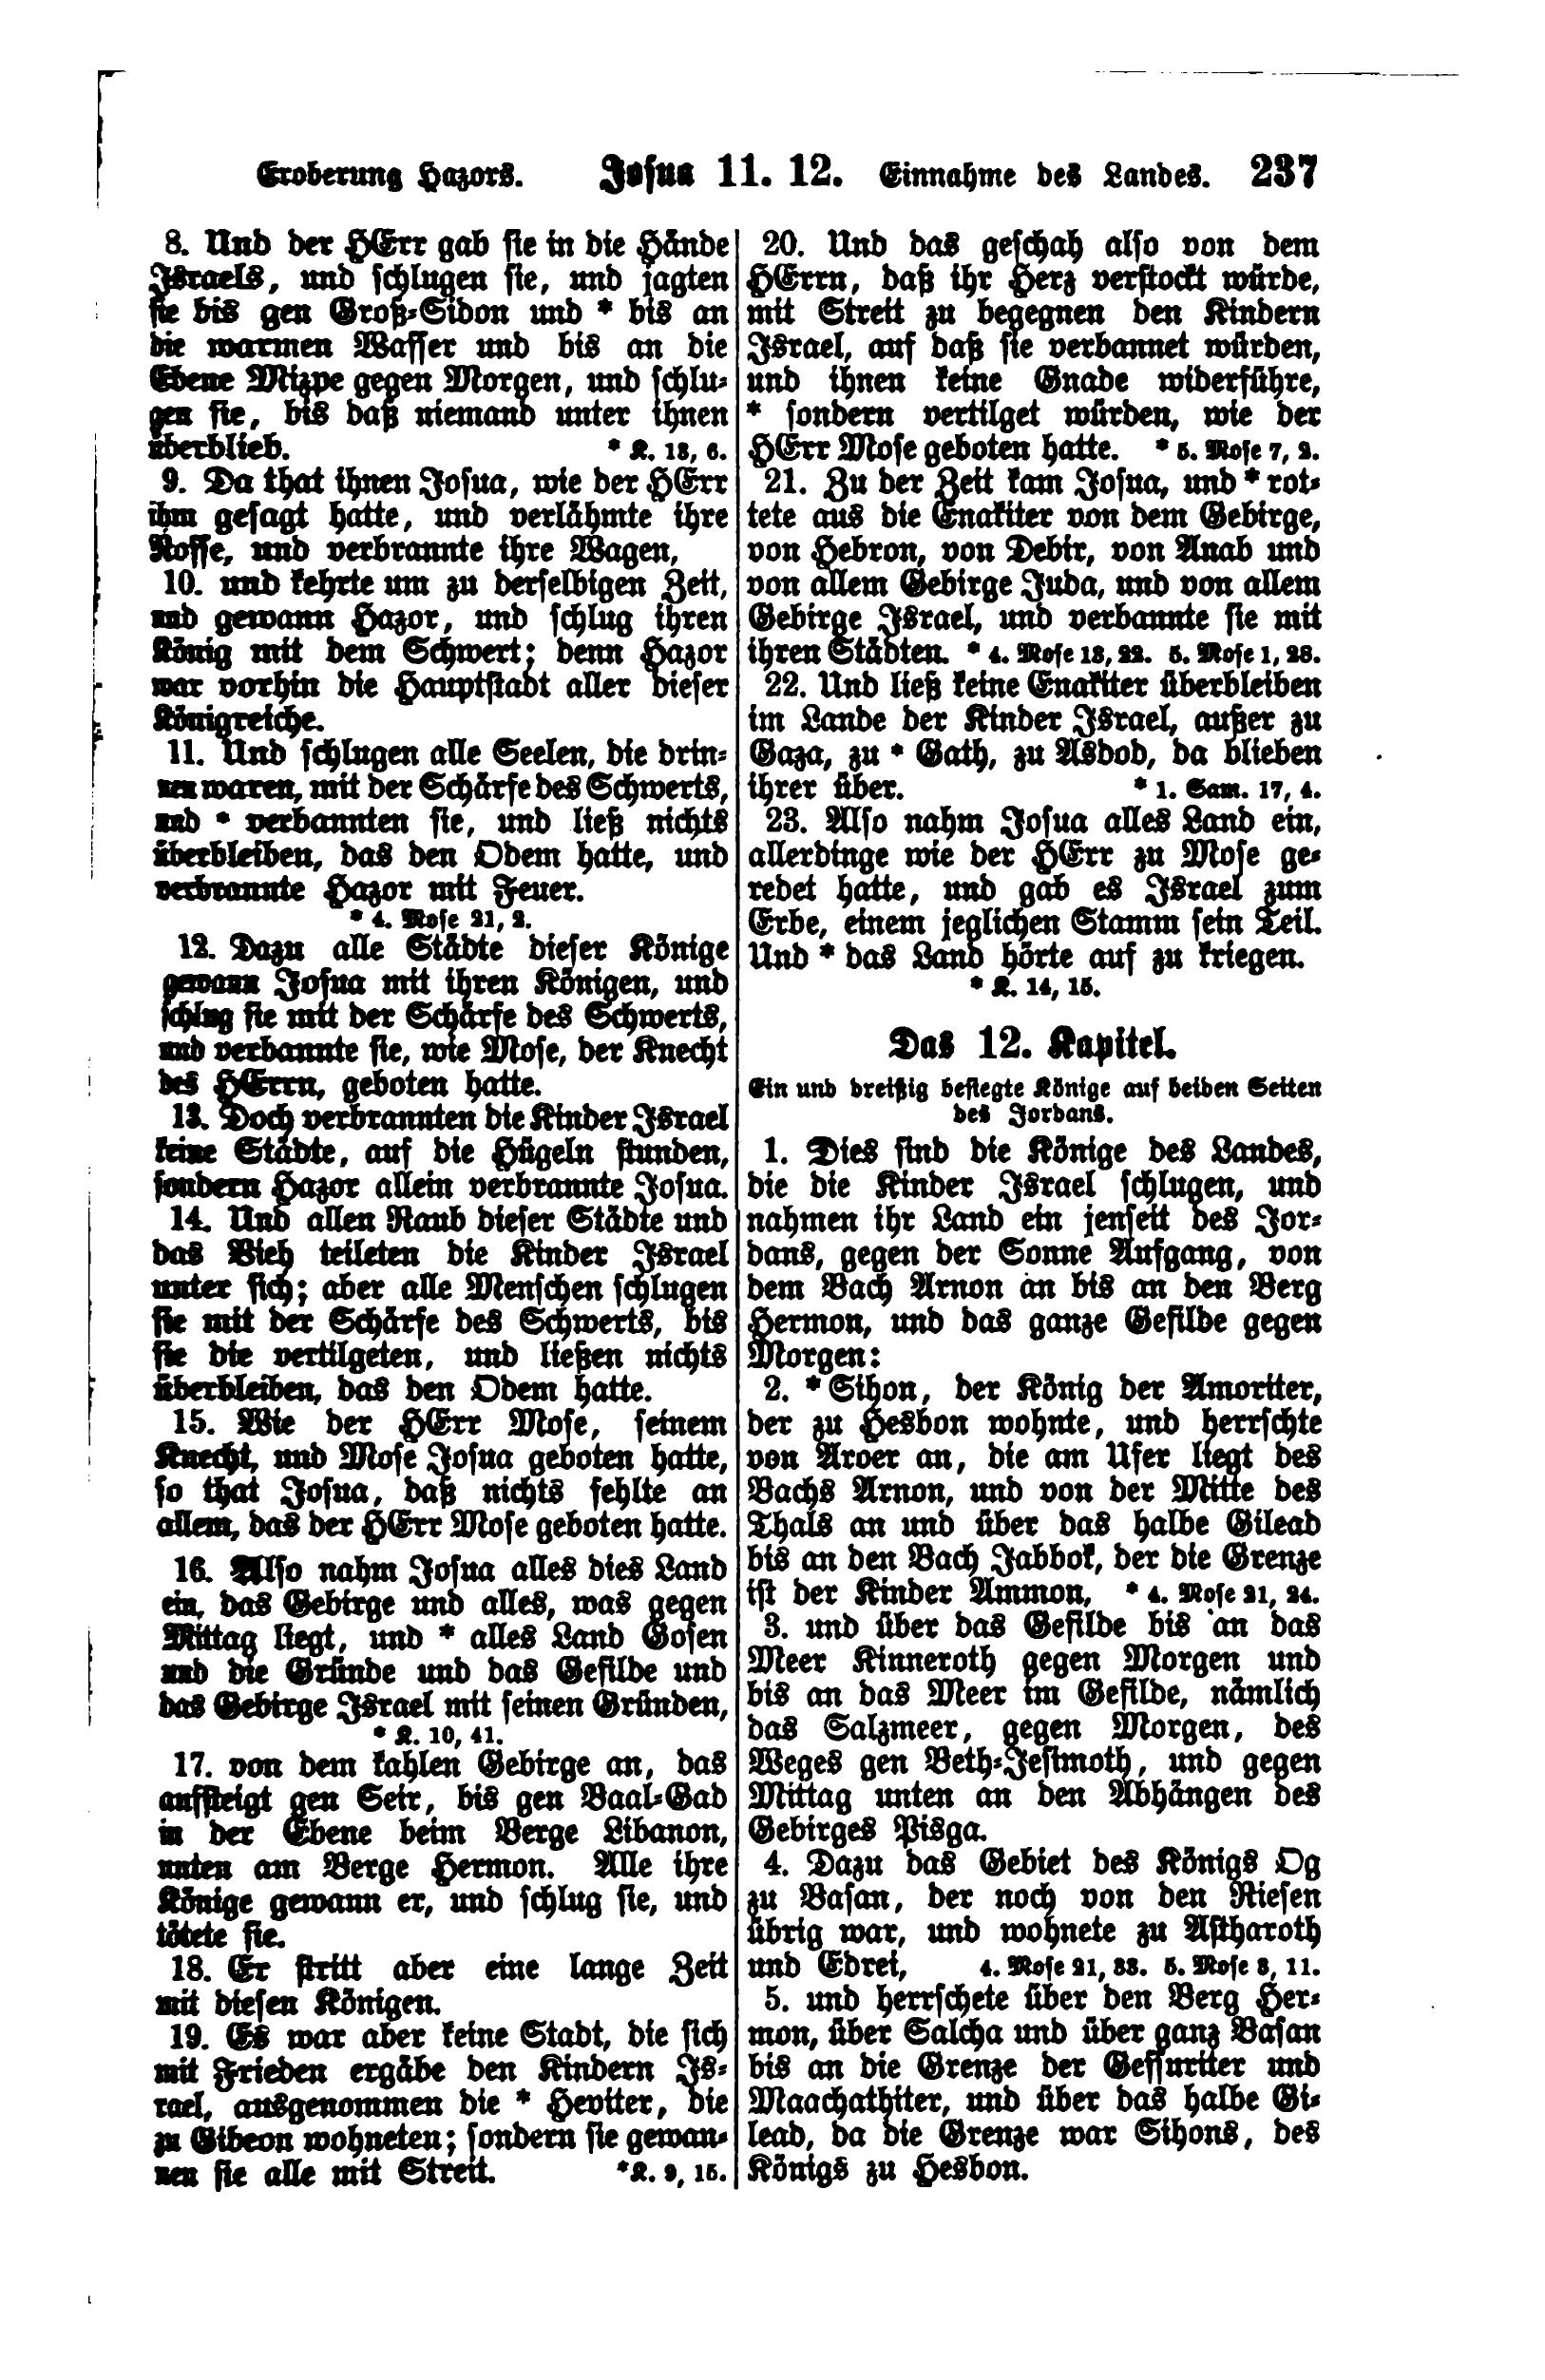 Eroberung Hazors. Josua 11. 12. Einnahme des Landes. 237
8. Und der HErr gab sie in die Hände
Israels, und schlugen sie, und jagten
sie bis gen Groß-Sidon und * bis an
die warmen Wasser und bis an die
Ebene Mizpe gegen Morgen, und schlu-
gen sie, bis daß niemand unter ihnen
überblieb. * K. 13, 6.
9. Da that ihnen Josua, wie der HErr
ihm gesagt hatte, und verlähmte ihre
Rosse, und verbrannte ihre Wagen,
10. und kehrte um zu derselbigen Zeit,
und gewann Hazor, und schlug ihren
König mit dem Schwert; denn Hazor
war vorhin die Hauptstadt aller dieser
Königreiche.
11. Und schlugen alle Seelen, die drin-
nen waren, mit der Schärfe des Schwerts,
und * verbannten sie, und ließ nichts
überbleiben, das den Odem hatte, und
verbrannte Hazor mit Feuer.
* 4. Mose 21, 2.
12. Dazu alle Städte dieser Könige
gewann Josua mit ihren Königen, und
schlug sie mit der Schärfe des Schwerts,
und verbannte sie, wie Mose, der Knecht
des HErrn, geboten hatte.
13. Doch verbrannten die Kinder Israel
keine Städte, auf die Hügeln stunden,
sondern Hazor allein verbrannte Josua.
14. Und allen Raub dieser Städte und
das Vieh teileten die Kinder Israel
unter sich; aber alle Menschen schlugen
sie mit der Schärfe des Schwerts, bis
sie die vertilgeten, und ließen nichts
überbleiben, das den Odem hatte.
15. Wie der HErr Mose, seinem
Knecht, und Mose Josua geboten hatte,
so that Josua, daß nichts fehlte an
allem, das der HErr Mose geboten hatte.
16. Also nahm Josua alles dies Land
ein, das Gebirge und alles, was gegen
Mittag liegt, und * alles Land Gosen
und die Gründe und das Gefilde und
das Gebirge Israel mit seinen Gründen,
* K. 10, 41.
17. von dem kahlen Gebirge an, das
aufsteigt gen Seir, bis gen Baal-Gad
in der Ebene beim Berge Libanon,
unten am Berge Hermon. Alle ihre
Könige gewann er, und schlug sie, und
tötete sie.
18. Er stritt aber eine lange Zeit
mit diesen Königen.
19. Es war aber keine Stadt, die sich
mit Frieden ergäbe den Kindern Is-
rael, ausgenommen die * Heviter, die
zu Gibeon wohneten; sondern sie gewan-
nen sie alle mit Streit. *K. 9, 15.
20. Und das geschah also von dem
HErrn, daß ihr Herz verstockt würde,
mit Streit zu begegnen den Kindern
Israel, auf daß sie verbannet würden,
und ihnen keine Gnade widerführe,
* sondern vertilget würden, wie der
HErr Mose geboten hatte. * 5. Mose 7, 2.
21. Zu der Zeit kam Josua, und * rot-
tete aus die Enakiter von dem Gebirge,
von Hebron, von Debir, von Anab und
von allem Gebirge Juda, und von allem
Gebirge Israel, und verbannte sie mit
ihren Städten. * 4. Mose 13, 22. 5. Mose 1, 28.
22. Und ließ keine Enakiter überbleiben
im Lande der Kinder Israel, außer zu
Gaza, zu * Gath, zu Asdod, da blieben
ihrer über. * 1. Sam. 17, 4.
23. Also nahm Josua alles Land ein,
allerdinge wie der HErr zu Mose ge-
redet hatte, und gab es Israel zum
Erbe, einem jeglichen Stamm sein Teil.
Und * das Land hörte auf zu kriegen.
* K. 14, 15.
Das 12. Kapitel.
Ein und dreißig besiegte Könige auf beiden Seiten
des Jordans.
1. Dies sind die Könige des Landes,
die die Kinder Israel schlugen, und
nahmen ihr Land ein jenseit des Jor-
dans, gegen der Sonne Aufgang, von
dem Bach Arnon an bis an den Berg
Hermon, und das ganze Gefilde gegen
Morgen:
2. * Sihon, der König der Amoriter,
der zu Hesbon wohnte, und herrschte
von Aroer an, die am Ufer liegt des
Bachs Arnon, und von der Mitte des
Thals an und über das halbe Gilead
bis an den Bach Jabbok, der die Grenze
ist der Kinder Ammon, * 4. Mose 21, 24.
3. und über das Gefilde bis an das
Meer Kinneroth gegen Morgen und
bis an das Meer im Gefilde, nämlich
das Salzmeer, gegen Morgen, des
Weges gen Beth-Jesimoth, und gegen
Mittag unten an den Abhängen des
Gebirges Pisga.
4. Dazu das Gebiet des Königs Og
zu Basan, der noch von den Riesen
übrig war, und wohnete zu Astharoth
und Edrei, 4. Mose 21, 33. 5. Mose 3, 11.
5. und herrschete über den Berg Her-
mon, über Salcha und über ganz Basan
bis an die Grenze der Gessuriter und
Maachathiter, und über das halbe Gi-
lead, da die Grenze war Sihons, des
Königs zu Hesbon.